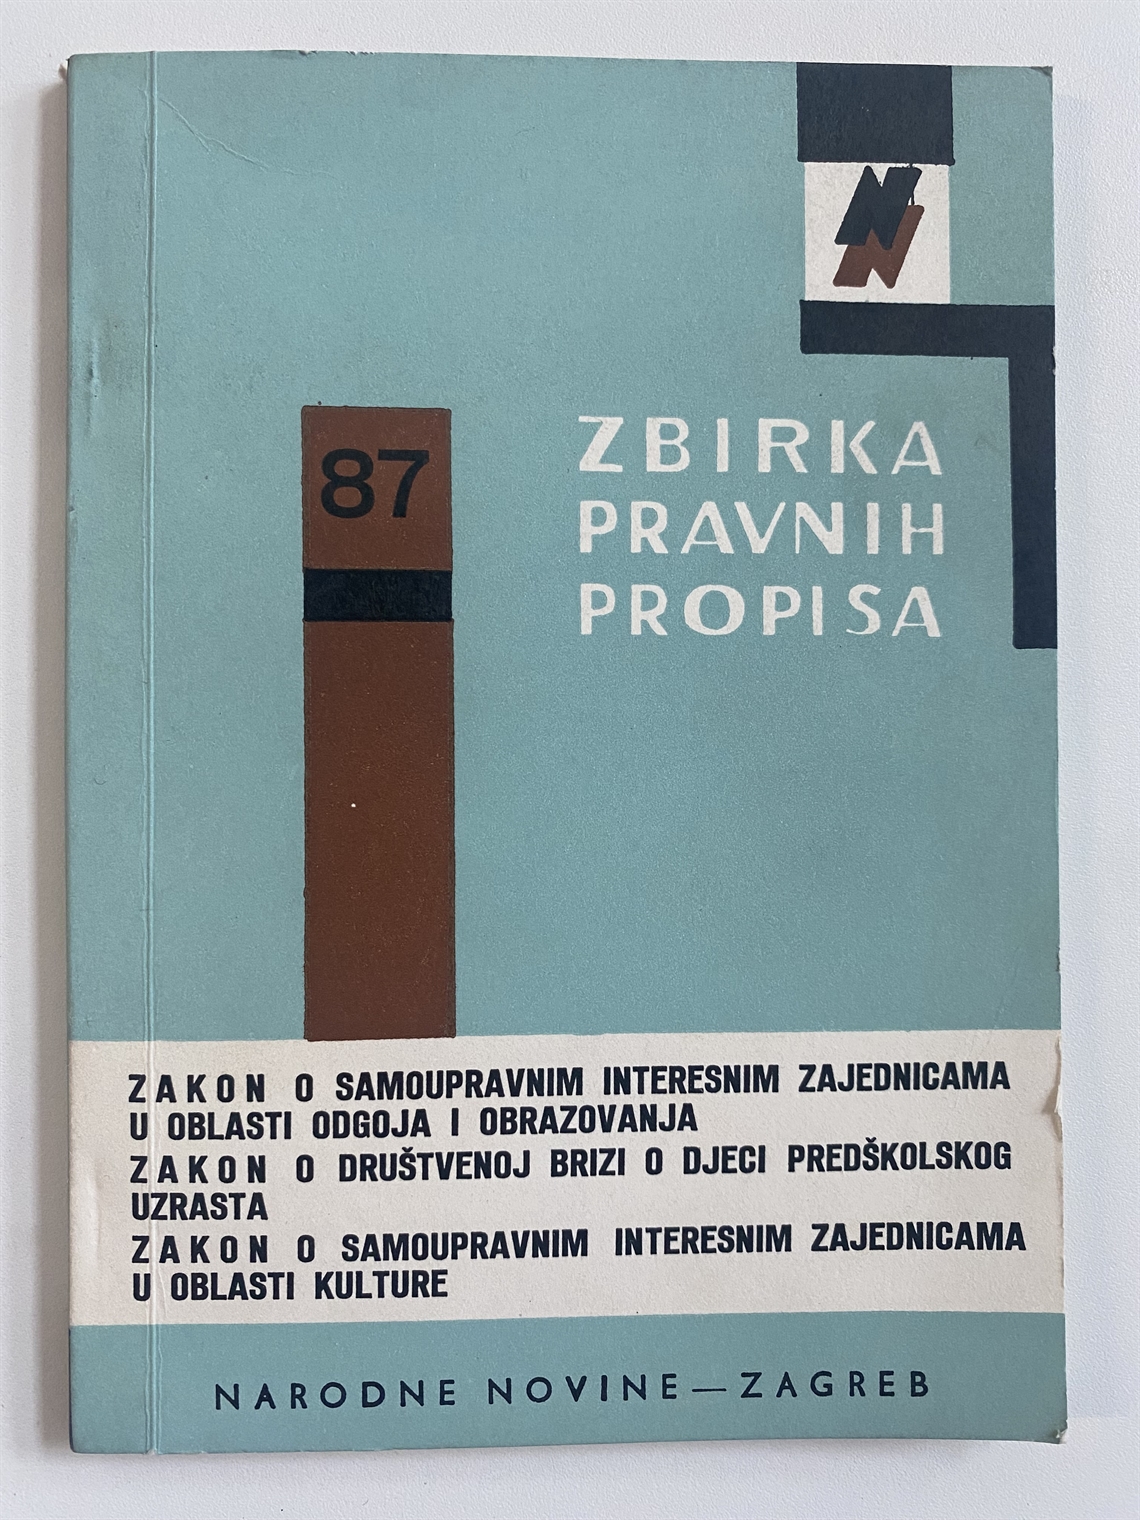 N
N
87
ZBIRKA
PRAVNIH
PROPISA
ZAKON O SAMOUPRAVNIM INTERESNIM ZAJEDNICAMA
U OBLASTI ODGOJA I OBRAZOVANJA
ZAKON O DRUŠTVENOJ BRIZI O DJECI PREDŠKOLSKOG
UZRASTA
ZAKON O SAMOUPRAVNIM INTERESNIM ZAJEDNICAMA
U OBLASTI KULTURE
NARODNE NOVINE — ZAGREB